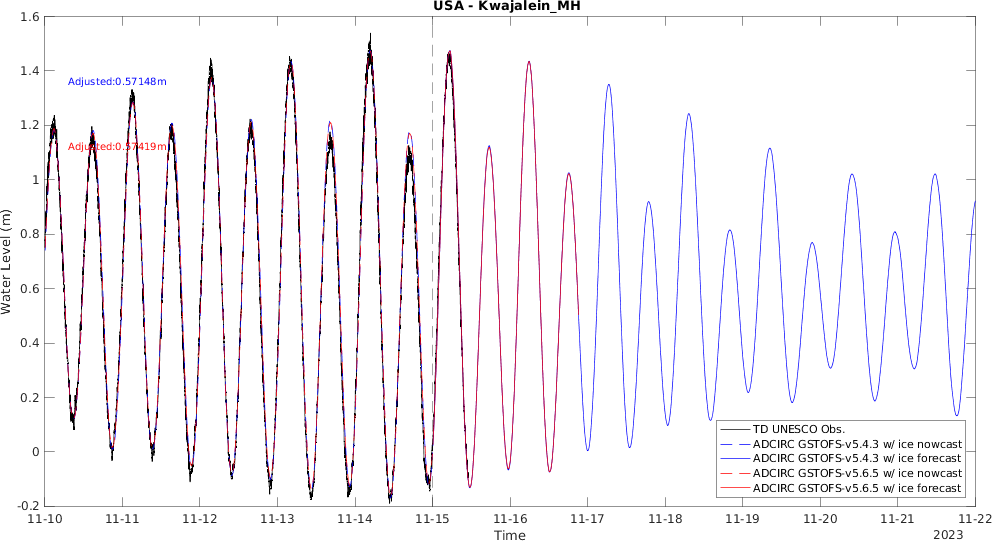 USA - Kwajalein_MH
Water Level (m)
1.6
1.4
1.2
1
0.8
0.6
0.4
0.2
0
-0.2
Adjusted:0.57148m
Adjusted:0.57419m
TD UNESCO Obs.
ADCIRC GSTOFS-v5.4.3 w/ ice nowcast
ADCIRC GSTOFS-v5.4.3 w/ ice forecast
ADCIRC GSTOFS-v5.6.5 w/ ice nowcast
ADCIRC GSTOFS-v5.6.5 w/ ice forecast
11-10 11-11 11-12 11-13 11-14 11-15 11-16 11-17 11-18 11-19 11-20 11-21 11-22
Time
2023